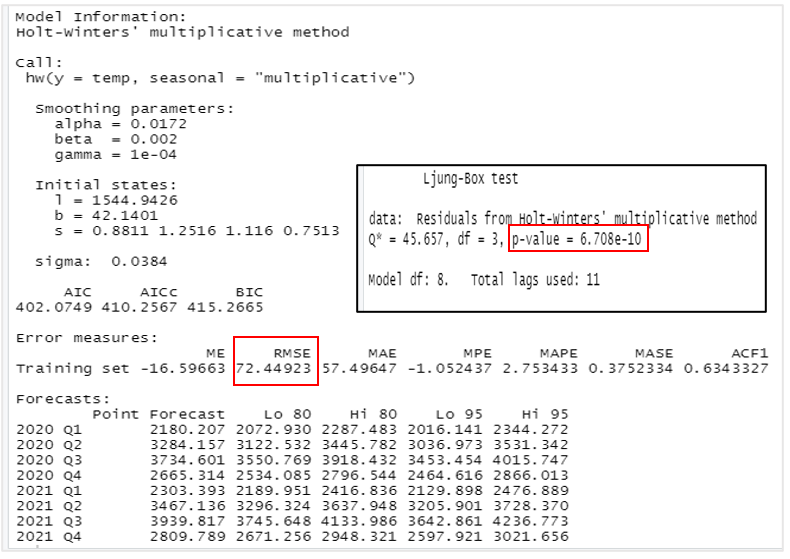 Model Information:
Holt-Winters' multiplicative method
Call:
hw(y = temp, seasonal = "multiplicative")
Smoothing parameters:
alpha = 0.0172
beta  = 0.002
gamma = 1e-04
Initial states:
l = 1544.9426
b = 42.1401
s = 0.8811 1.2516 1.116 0.7513
sigma:  0.0384
AIC     AICc      BIC
402.0749 410.2567 415.2665
Ljung-Box test
data:  Residuals from Holt-Winters' multiplicative method
Q* = 45.657, df = 3, p-value = 6.708e-10
Model df: 8.   Total lags used: 11
Error measures:
ME     RMSE      MAE       MPE     MAPE      MASE      ACF1
Training set -16.59663 72.44923 57.49647 -1.052437 2.753433 0.3752334 0.6343327
Forecasts:
Point Forecast    Lo 80    Hi 80    Lo 95    Hi 95
2020 Q1       2180.207 2072.930 2287.483 2016.141 2344.272
2020 Q2       3284.157 3122.532 3445.782 3036.973 3531.342
2020 Q3       3734.601 3550.769 3918.432 3453.454 4015.747
2020 Q4       2665.314 2534.085 2796.544 2464.616 2866.013
2021 Q1       2303.393 2189.951 2416.836 2129.898 2476.889
2021 Q2       3467.136 3296.324 3637.948 3205.901 3728.370
2021 Q3       3939.817 3745.648 4133.986 3642.861 4236.773
2021 Q4       2809.789 2671.256 2948.321 2597.921 3021.656